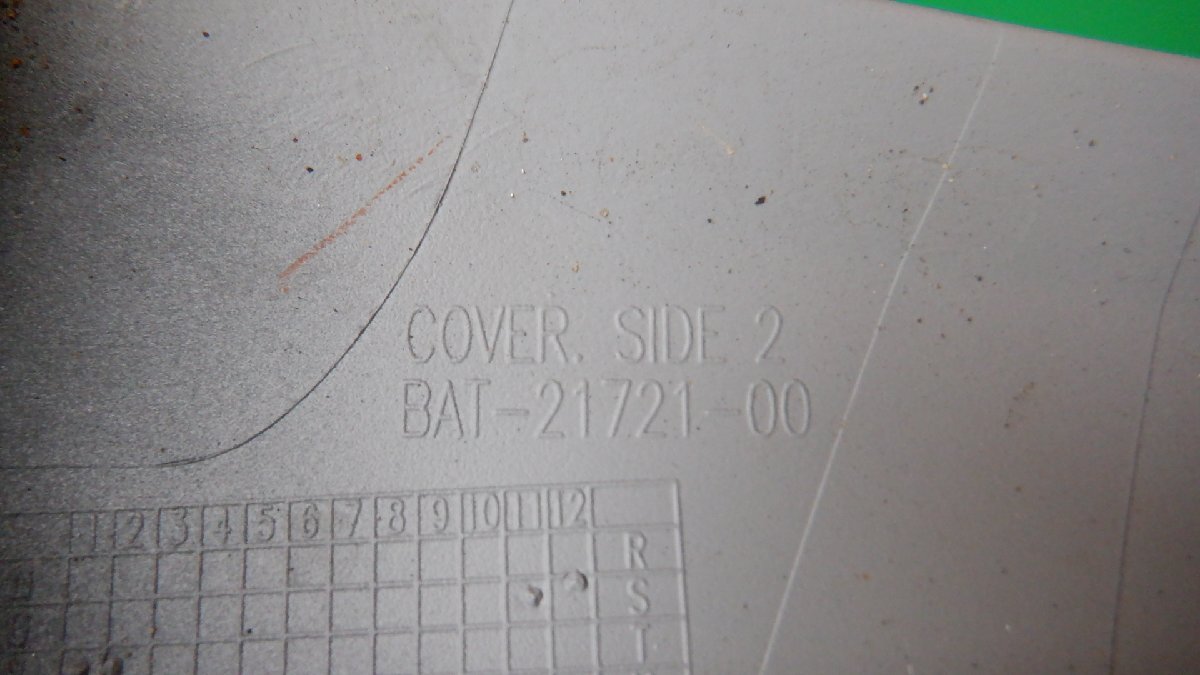 COVER. SIDE 2
BAT-21721-00
1 2 3 4 5 6 7 8 9 10 11 12
R
S
T